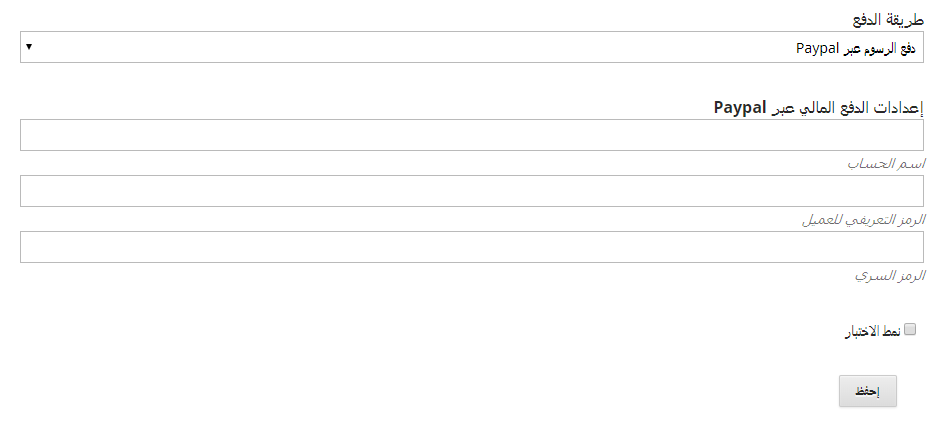 طريقة الدفع
دفع الرسوم عبر Paypal
إعدادات الدفع المالي عبر Paypal
اسم الحساب
الرمز التعريفي للعميل
الرمز السري
نمط الاختبار
إحفظ